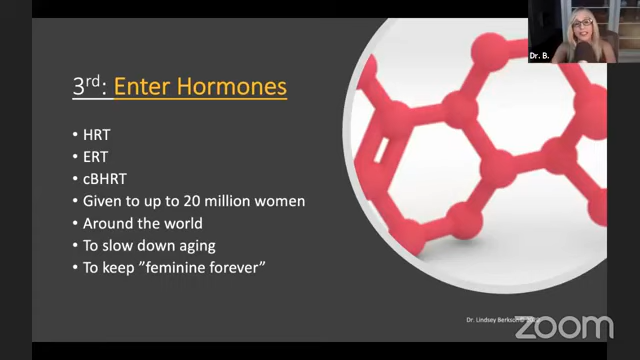 Dr. B.
3rd: Enter Hormones
• HRT
• ERT
• cBHRT
• Given to up to 20 million women
• Around the world
• To slow down aging
• To keep ”feminine forever”
Dr. Lindsey Berkson©
zoom